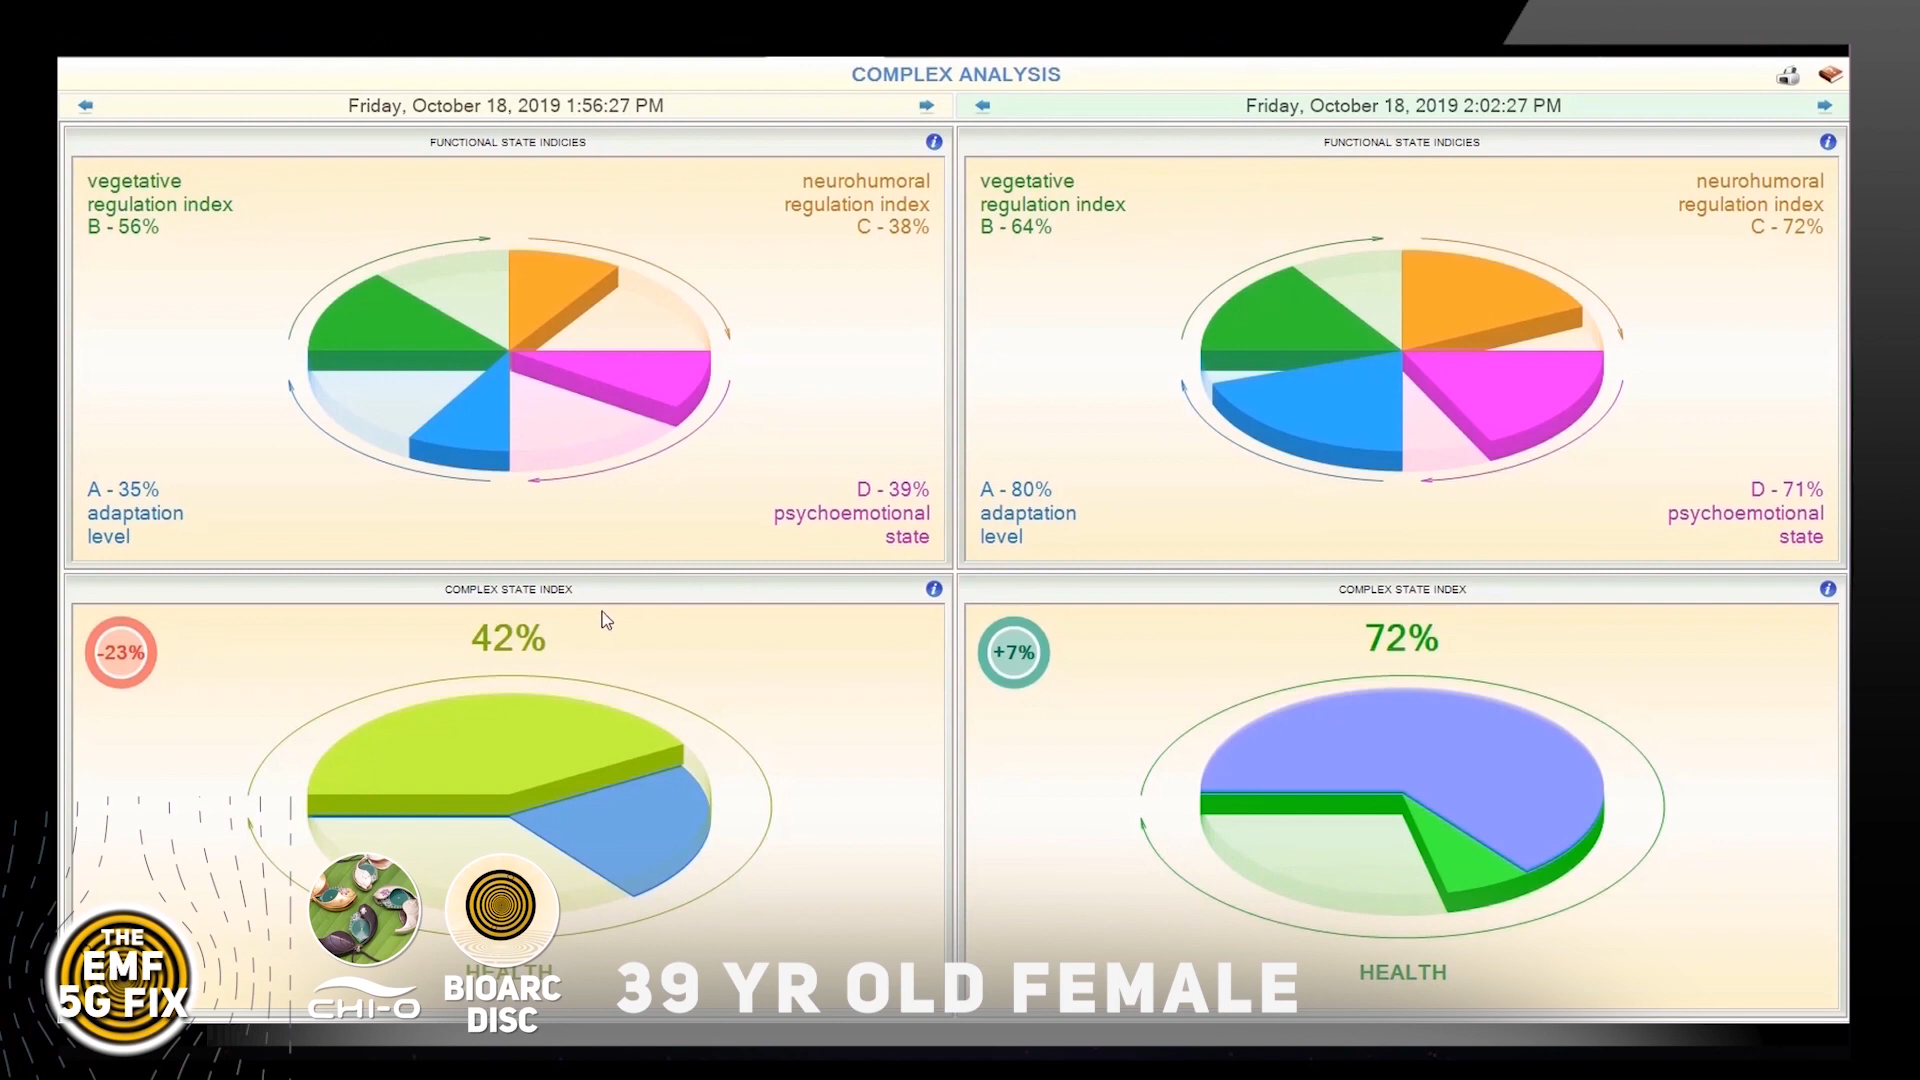 COMPLEX ANALYSIS
Friday, October 18, 2019 1:56:27 PM
Friday, October 18, 2019 2:02:27 PM
FUNCTIONAL STATE INDICIES
vegetative
regulation index
B - 56%
neurohumoral
regulation index
C - 38%
A - 35%
adaptation
level
D - 39%
psychoemotional
state
FUNCTIONAL STATE INDICIES
vegetative
regulation index
B - 64%
neurohumoral
regulation index
C - 72%
A - 80%
adaptation
level
D - 71%
psychoemotional
state
COMPLEX STATE INDEX
-23%
42%
HEALTH
COMPLEX STATE INDEX
+7%
72%
HEALTH
THE
EMF
5G FIX
CHI-O
BIOARC
DISC
39 YR OLD FEMALE